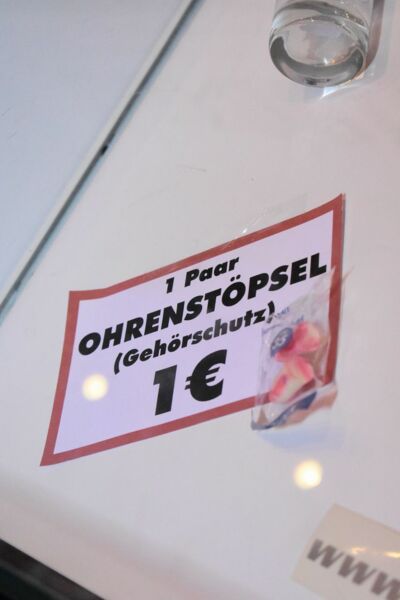 1 Paar
OHRENSTÖPSEL
(Gehörschutz)
1€
www